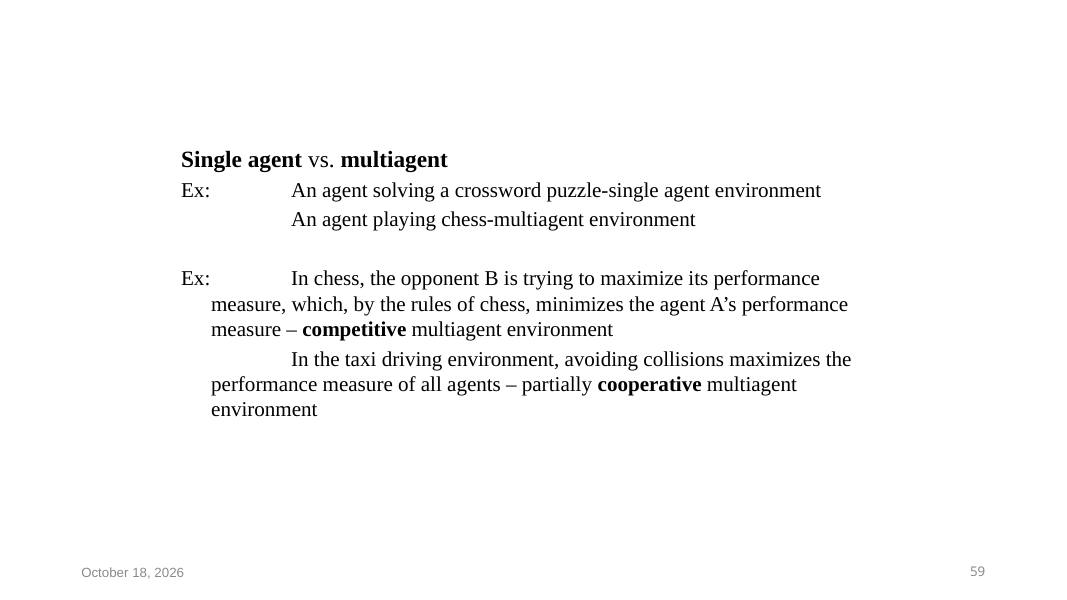 Single agent vs. multiagent
Ex: An agent solving a crossword puzzle-single agent environment
An agent playing chess-multiagent environment
Ex: In chess, the opponent B is trying to maximize its performance
measure, which, by the rules of chess, minimizes the agent A’s performance
measure – competitive multiagent environment
In the taxi driving environment, avoiding collisions maximizes the
performance measure of all agents – partially cooperative multiagent
environment
October 18, 2026
59